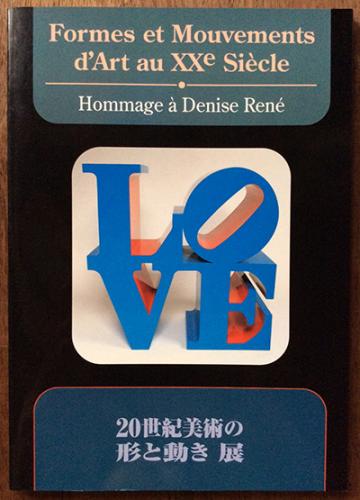 Formes et Mouvements
d'Art au XXe Siècle
Hommage à Denise René
LO
VE
20世紀美術の
形と動き 展